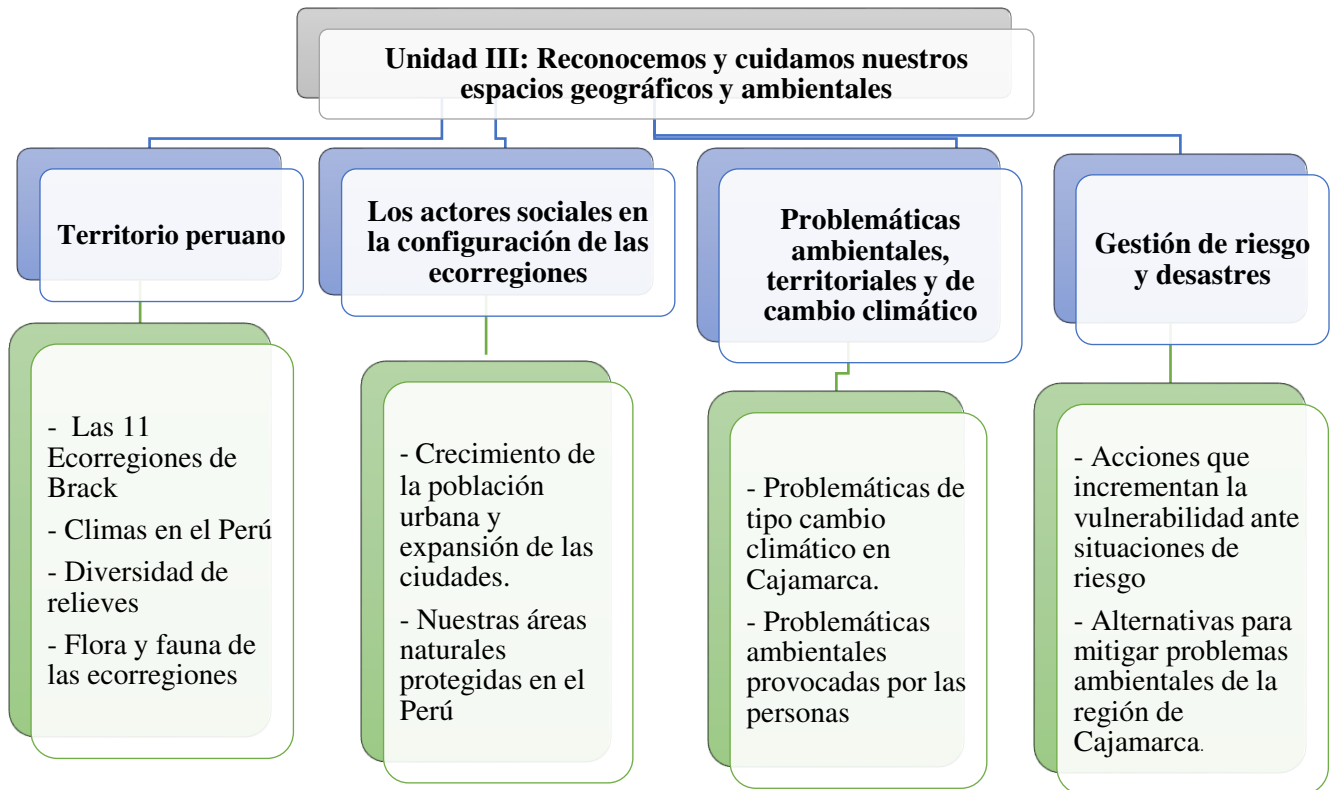 Unidad III: Reconocemos y cuidamos nuestros
espacios geográficos y ambientales
Territorio peruano
- Las 11
Ecorregiones de
Brack
- Climas en el Perú
- Diversidad de
relieves
- Flora y fauna de
las ecorregiones
Los actores sociales en
la configuración de las
ecorregiones
- Crecimiento de
la población
urbana y
expansión de las
ciudades.
- Nuestras áreas
naturales
protegidas en el
Perú
Problemáticas
ambientales,
territoriales y de
cambio climático
- Problemáticas de
tipo cambio
climático en
Cajamarca.
- Problemáticas
ambientales
provocadas por las
personas
Gestión de riesgo
y desastres
- Acciones que
incrementan la
vulnerabilidad ante
situaciones de
riesgo
- Alternativas para
mitigar problemas
ambientales de la
región de
Cajamarca.